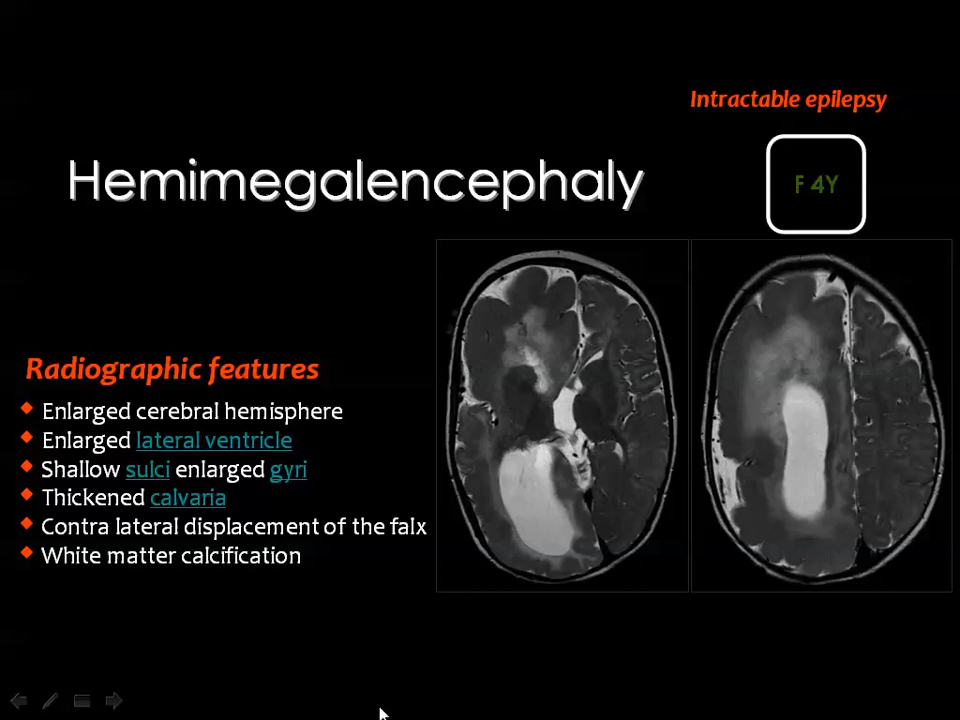 Intractable epilepsy
Hemimegalencephaly
F 4Y
Radiographic features
Enlarged cerebral hemisphere
Enlarged lateral ventricle
Shallow sulci enlarged gyri
Thickened calvaria
Contra lateral displacement of the falx
White matter calcification